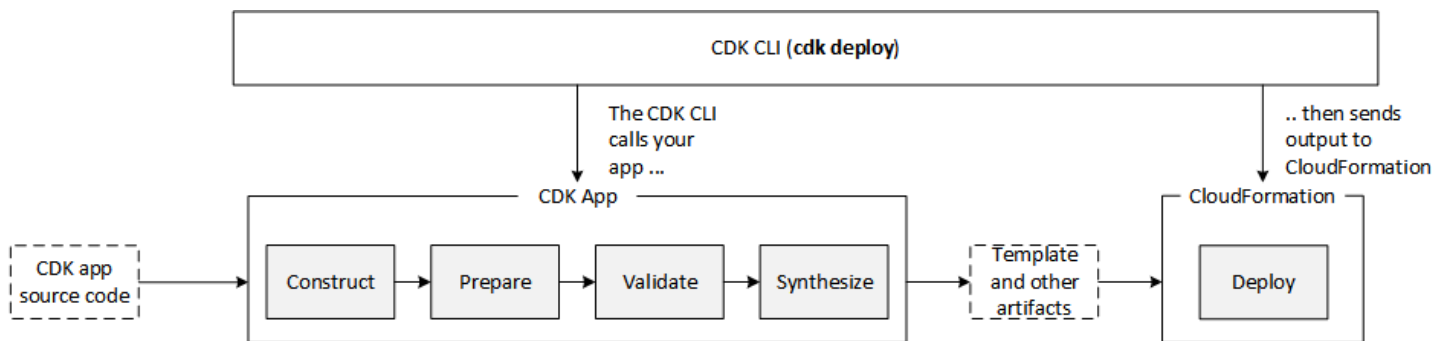 CDK CLI (cdk deploy)
The CDK CLI
calls your
app ...
.. then sends
output to
CloudFormation
CDK App
CloudFormation
CDK app
source code
Construct
Prepare
Validate
Synthesize
Template
and other
artifacts
Deploy